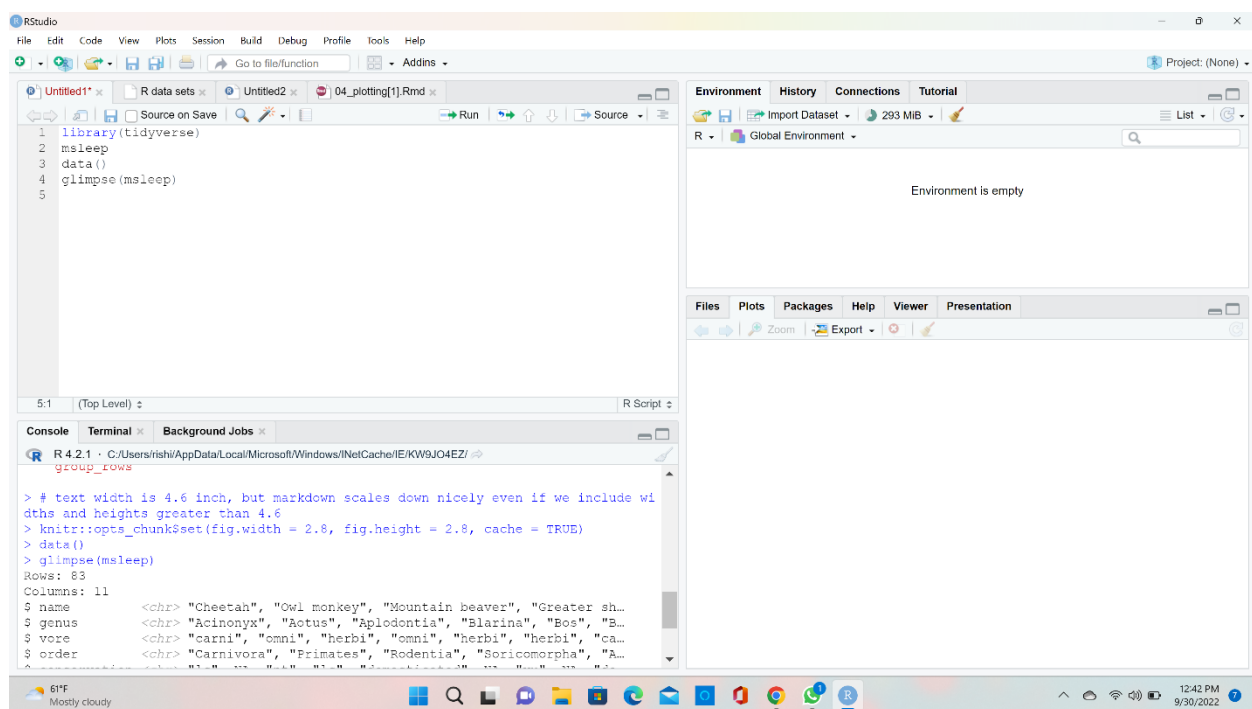 RStudio
File Edit Code View Plots Session Build Debug Profile Tools Help
Go to file/function Addins Project: (None)
Untitled1* R data sets Untitled2 04_plotting[1].Rmd
Source on Save Run Source
1 library(tidyverse)
2 msleep
3 data()
4 glimpse(msleep)
5
5:1 (Top Level) R Script
Console Terminal Background Jobs
R 4.2.1 · C:/Users/rishi/AppData/Local/Microsoft/Windows/INetCache/IE/KW9JO4EZ/
group_rows
> # text width is 4.6 inch, but markdown scales down nicely even if we include wi
dths and heights greater than 4.6
> knitr::opts_chunk$set(fig.width = 2.8, fig.height = 2.8, cache = TRUE)
> data()
> glimpse(msleep)
Rows: 83
Columns: 11
$ name <chr> "Cheetah", "Owl monkey", "Mountain beaver", "Greater sh…
$ genus <chr> "Acinonyx", "Aotus", "Aplodontia", "Blarina", "Bos", "B…
$ vore <chr> "carni", "omni", "herbi", "omni", "herbi", "herbi", "ca…
$ order <chr> "Carnivora", "Primates", "Rodentia", "Soricomorpha", "A…
Environment History Connections Tutorial
Import Dataset 293 MiB List
R Global Environment
Environment is empty
Files Plots Packages Help Viewer Presentation
Zoom Export
61°F
Mostly cloudy
12:42 PM
9/30/2022
1
7